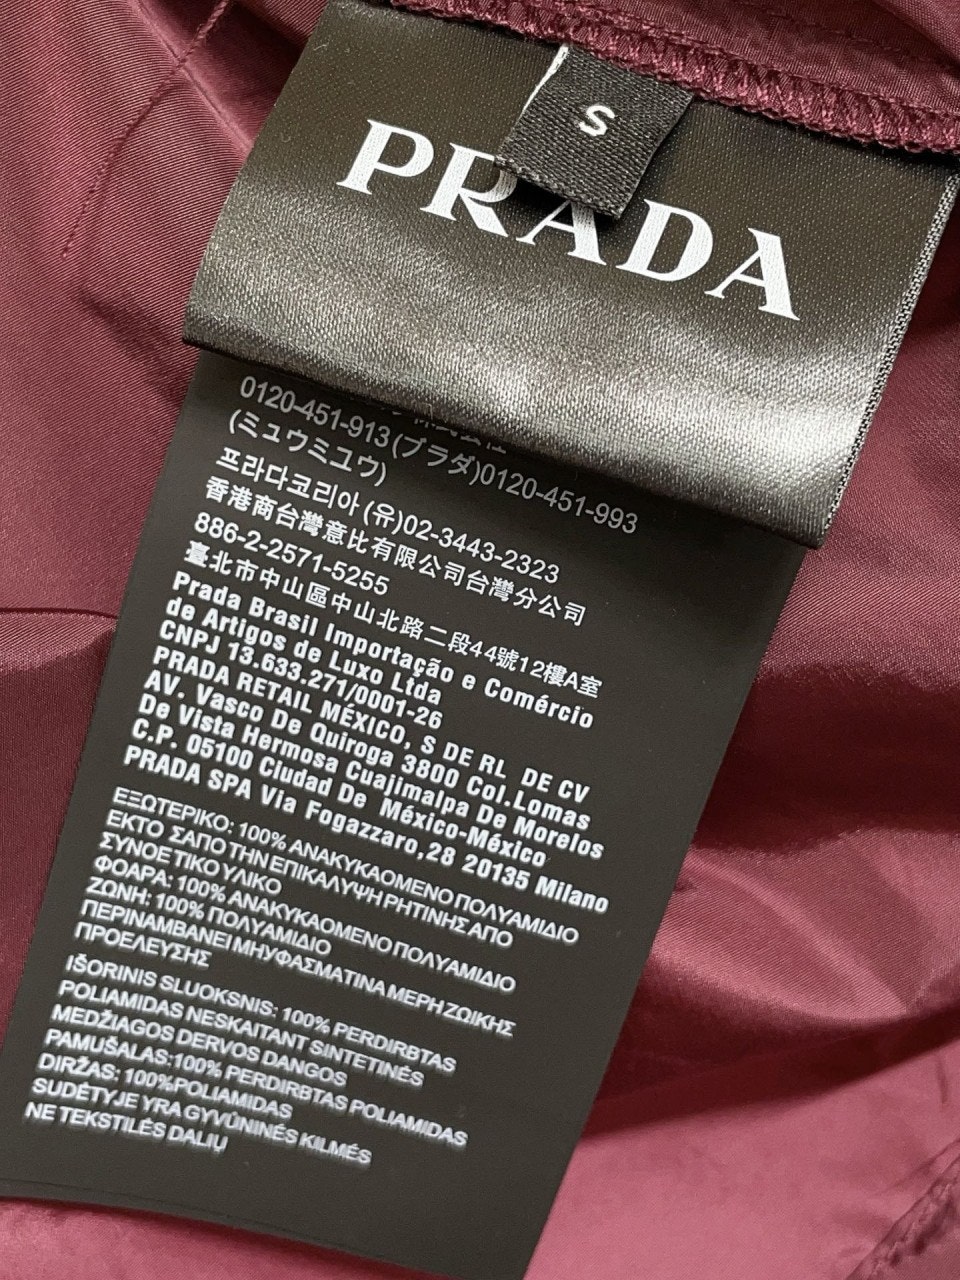 S
PRADA
0120-451-913(プラダ)0120-451-993
(ミュウミュウ)
프라다코리아 (유)02-3443-2323
香港商台灣意比有限公司台灣分公司
886-2-2571-5255
臺北市中山區中山北路二段44號12樓A室
Prada Brasil Importação e Comércio
de Artigos de Luxo Ltda
CNPJ 13.633.271/0001-26
PRADA RETAIL MÉXICO, S DE RL DE CV
AV. Vasco De Quiroga 3800 Col.Lomas
De Vista Hermosa Cuajimalpa De Morelos
C.P. 05100 Ciudad De México-México
PRADA SPA Via Fogazzaro,28 20135 Milano
ΕΞΩΤΕΡΙΚΟ: 100% ΑΝΑΚΥΚΛΟΜΕΝΟ ΠΟΛΥΑΜΙΔΙΟ
ΕΚΤΟ ΣΑΠΟ ΤΗΝ ΕΠΙΚΑΛΥΨΗ ΡΗΤΙΝΗΣ ΑΠΟ
ΣΥΝΘΕΤΙΚΟ ΥΛΙΚΟ
ΦΟΔΡΑ: 100% ΑΝΑΚΥΚΛΟΜΕΝΟ ΠΟΛΥΑΜΙΔΙΟ
ΖΩΝΗ: 100% ΠΟΛΥΑΜΙΔΙΟ
ΠΕΡΙΛΑΜΒΑΝΕΙ ΜΗ ΥΦΑΣΜΑΤΙΝΑ ΜΕΡΗ ΖΩΙΚΗΣ
ΠΡΟΕΛΕΥΣΗΣ
IŠORINIS SLUOKSNIS: 100% PERDIRBTAS
POLIAMIDAS NESKAITANT SINTETINĖS
MEDŽIAGOS DERVOS DANGOS
PAMUŠALAS:100% PERDIRBTAS POLIAMIDAS
DIRŽAS: 100%POLIAMIDAS
SUDĖTYJE YRA GYVŪNINĖS KILMĖS
NE TEKSTILĖS DALIŲ